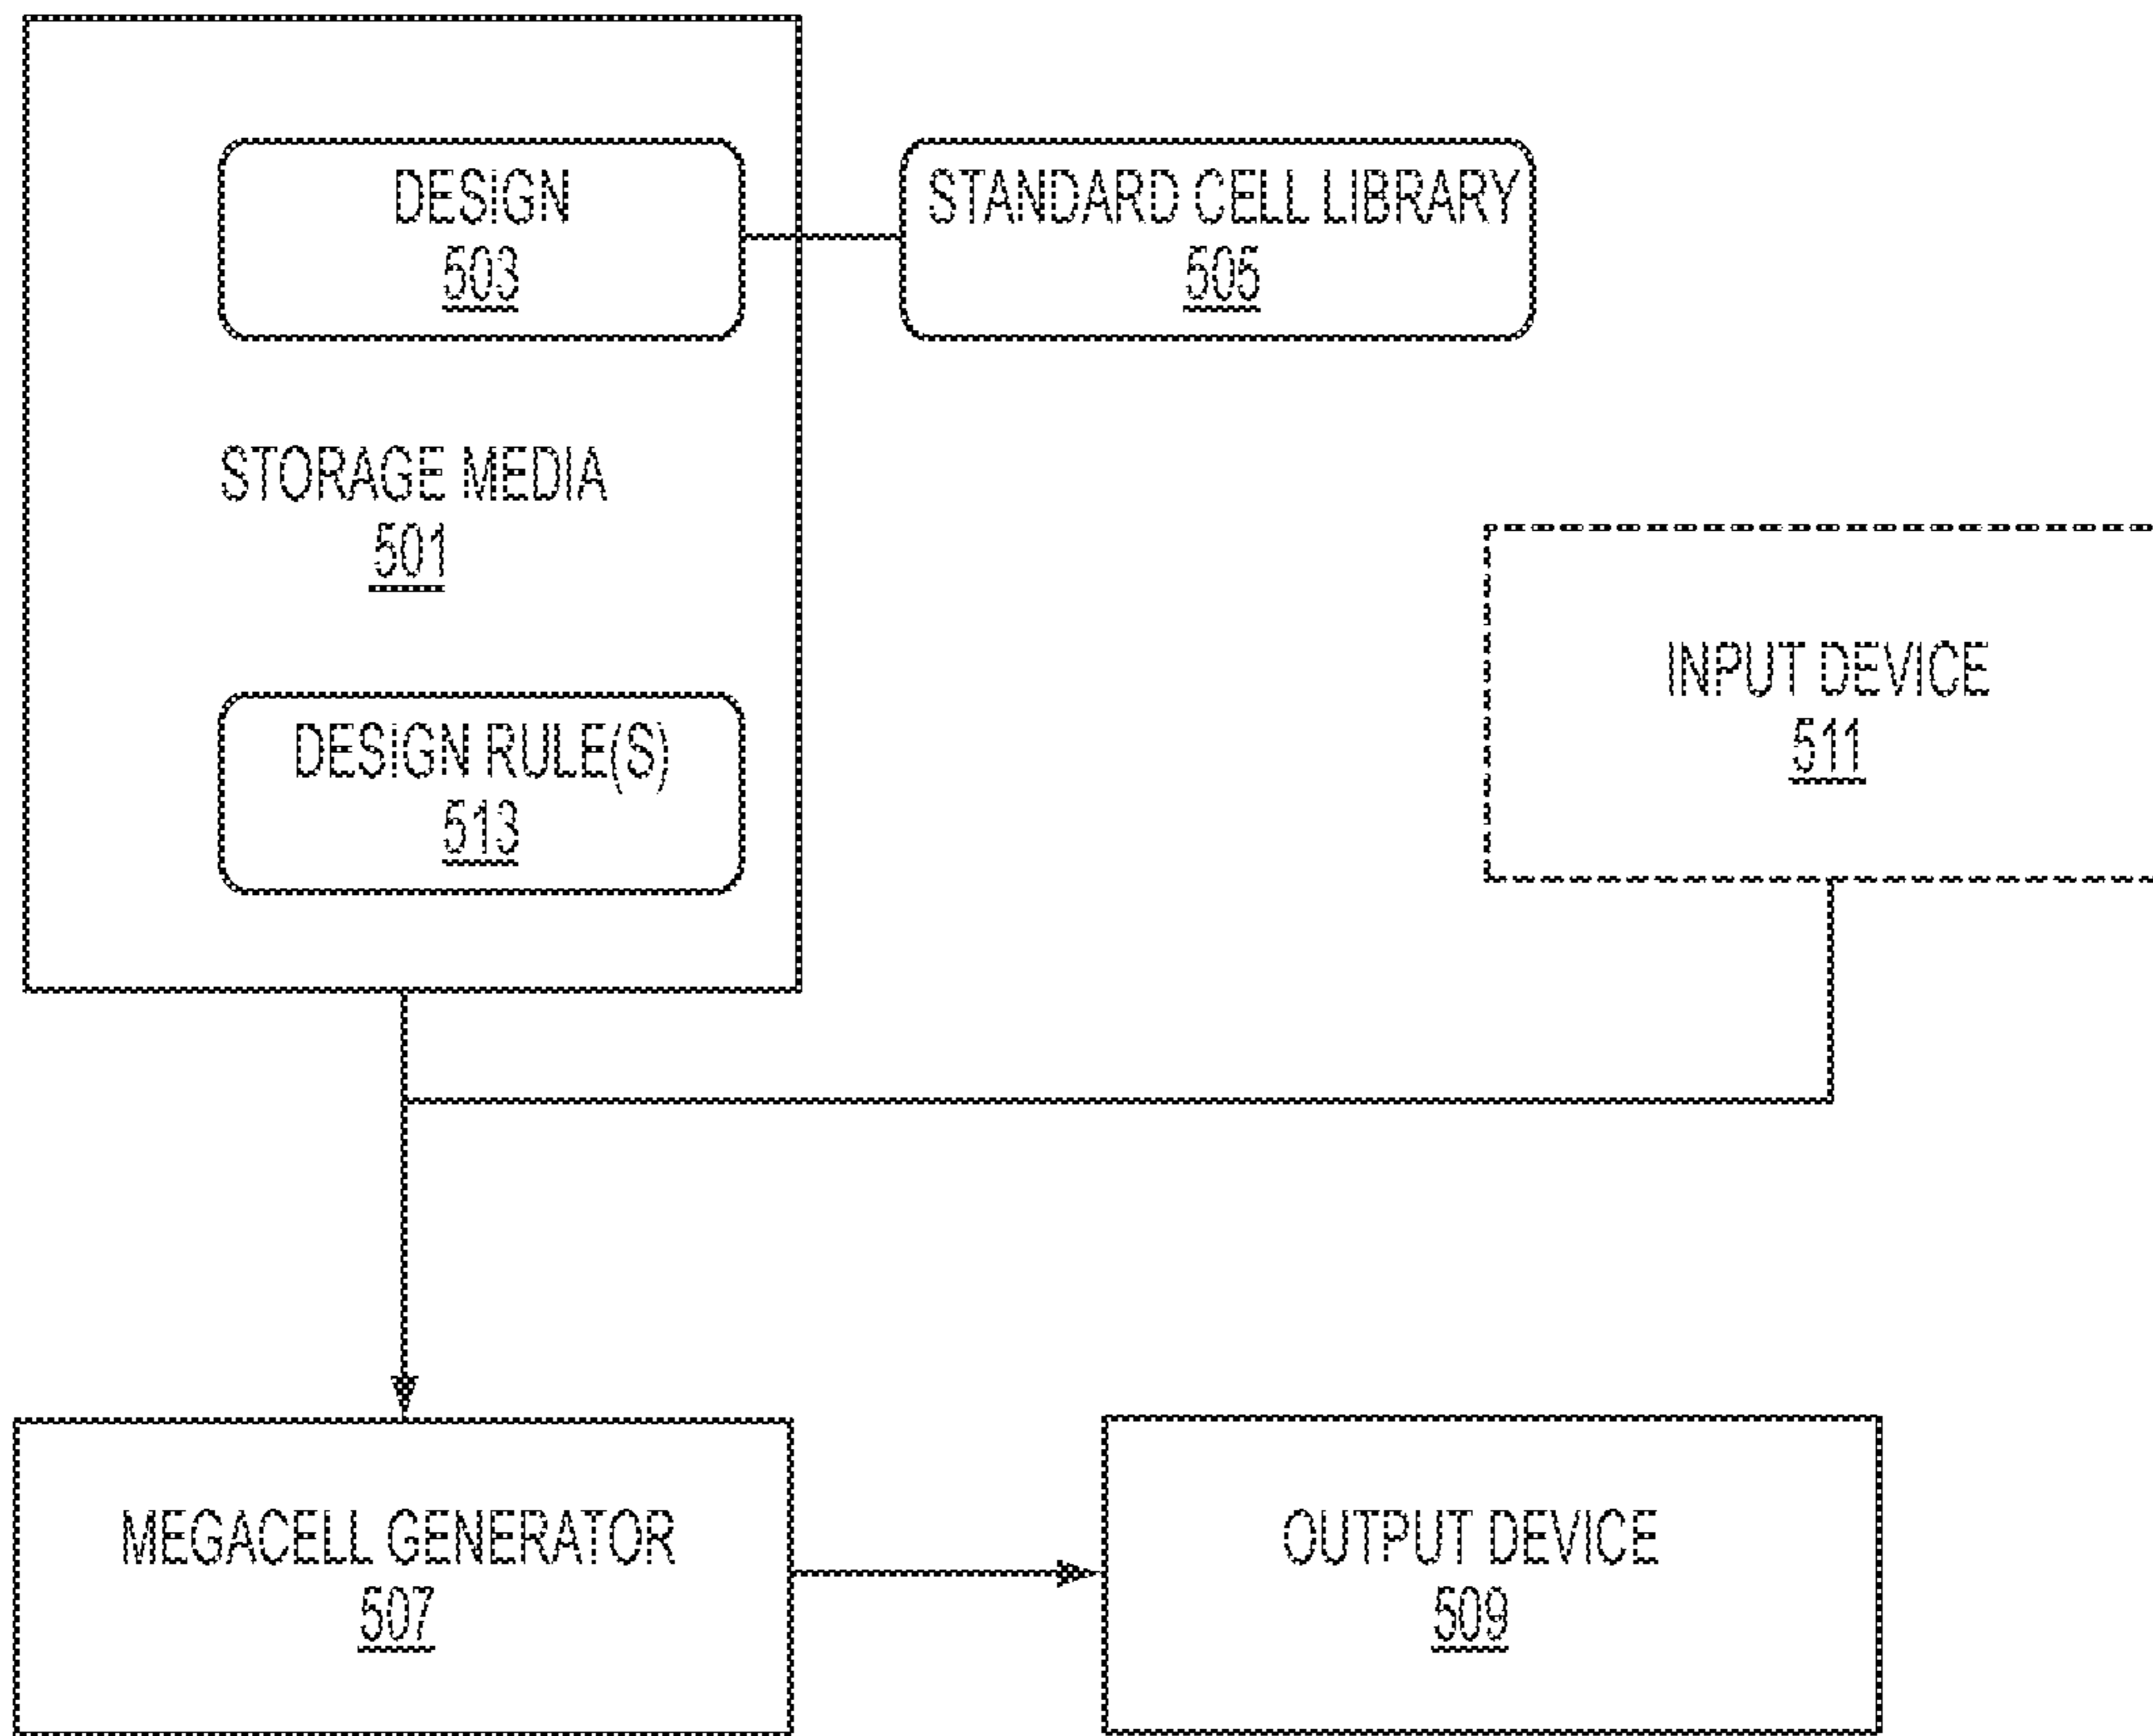 DESIGN
503
STANDARD CELL LIBRARY
505
STORAGE MEDIA
501
INPUT DEVICE
511
DESIGN RULE(S)
513
MEGACELL GENERATOR
507
OUTPUT DEVICE
509